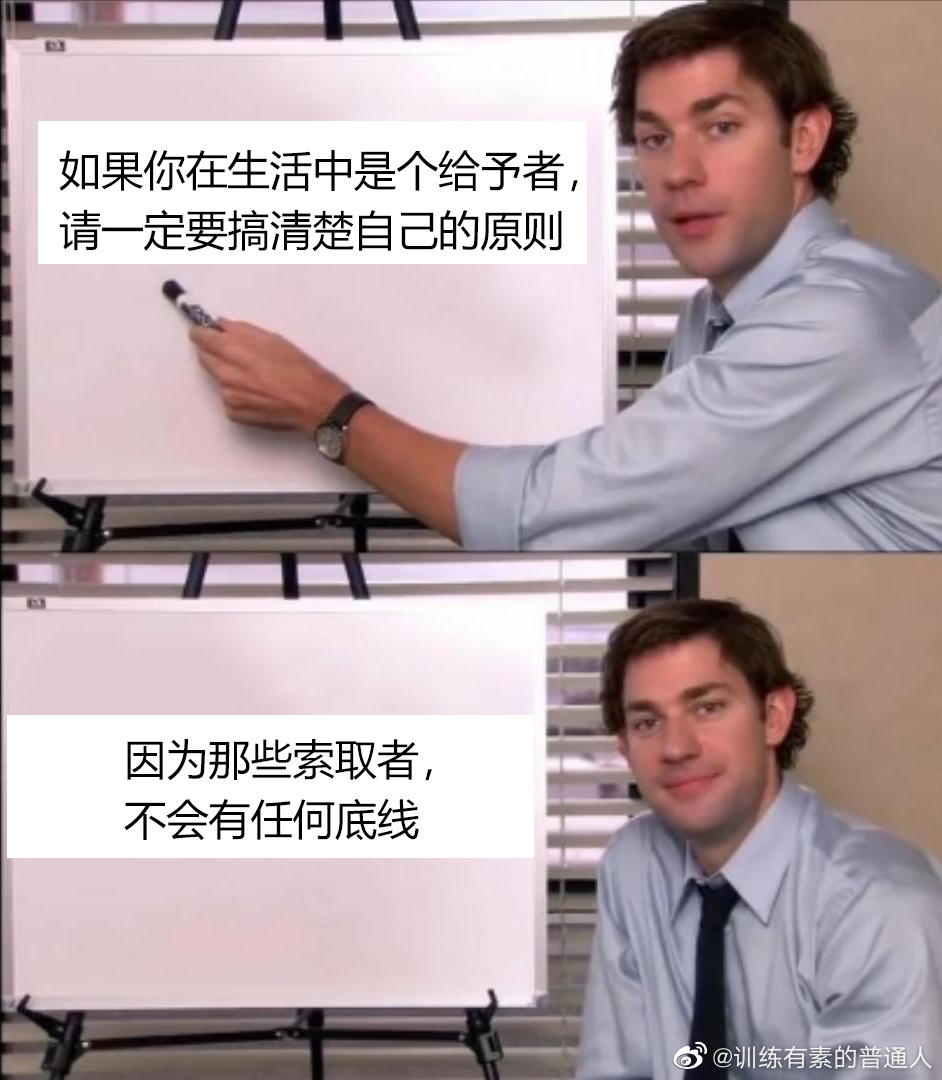 如果你在生活中是个给予者，
请一定要搞清楚自己的原则
因为那些索取者，
不会有任何底线
@训练有素的普通人